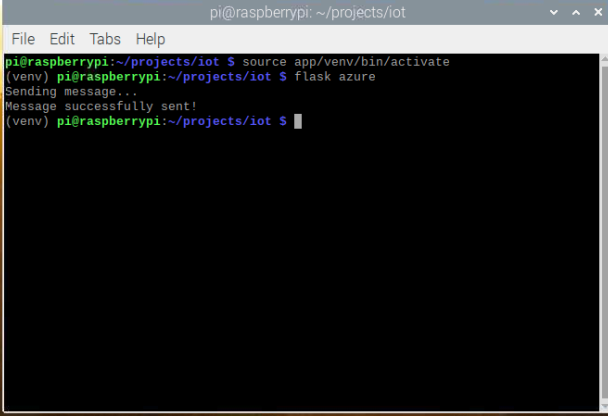 pi@raspberrypi: ~/projects/iot
File Edit Tabs Help
pi@raspberrypi:~/projects/iot $ source app/venv/bin/activate
(venv) pi@raspberrypi:~/projects/iot $ flask azure
Sending message...
Message successfully sent!
(venv) pi@raspberrypi:~/projects/iot $